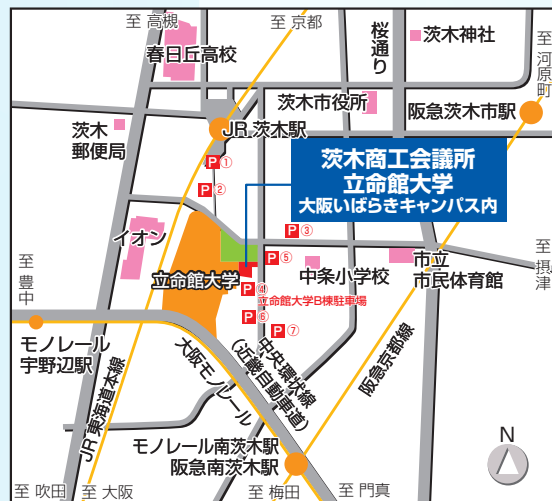 至 高槻
至 京都
桜通り
茨木神社
至 河原町
春日丘高校
茨木市役所
阪急茨木市駅
茨木
郵便局
JR 茨木駅
P①
P②
茨木商工会議所
立命館大学
大阪いばらきキャンパス内
P③
イオン
P⑤
至 豊中
立命館大学
中条小学校
市立
市民体育館
至 摂津
P④
立命館大学B棟駐車場
P⑥
P⑦
モノレール
宇野辺駅
JR東海道本線
大阪モノレール
中央環状線
(近畿自動車道)
阪急京都線
モノレール南茨木駅
阪急南茨木駅
N
至 吹田
至 大阪
至 梅田
至 門真